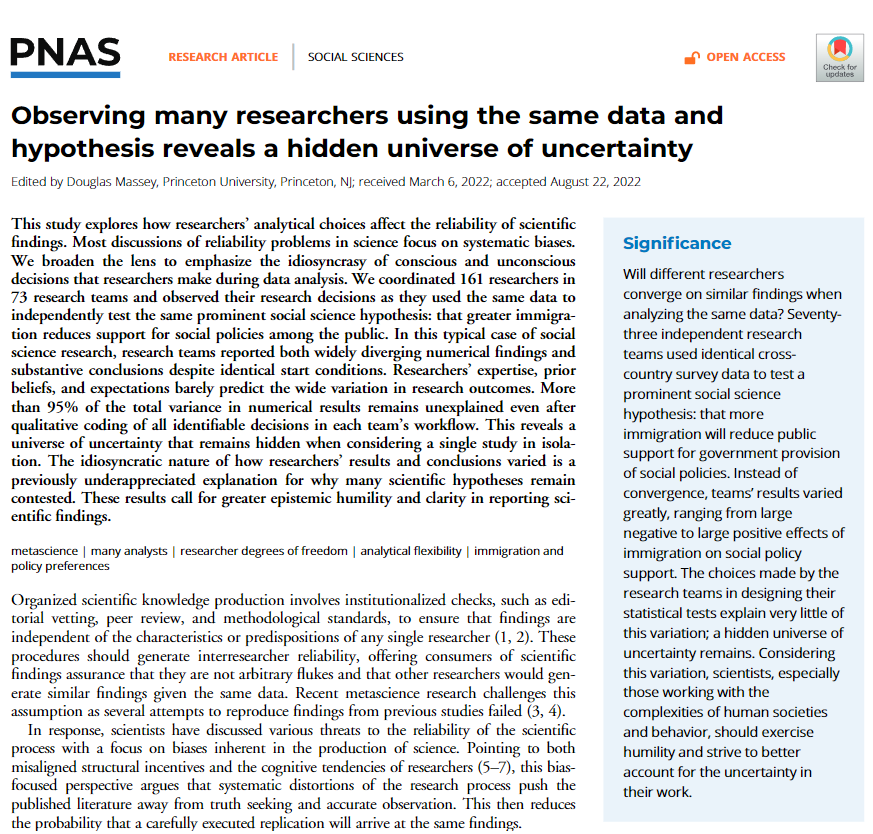 PNAS
RESEARCH ARTICLE | SOCIAL SCIENCES
OPEN ACCESS
Check for
updates
Observing many researchers using the same data and
hypothesis reveals a hidden universe of uncertainty
Edited by Douglas Massey, Princeton University, Princeton, NJ; received March 6, 2022; accepted August 22, 2022
This study explores how researchers’ analytical choices affect the reliability of scientific
findings. Most discussions of reliability problems in science focus on systematic biases.
We broaden the lens to emphasize the idiosyncrasy of conscious and unconscious
decisions that researchers make during data analysis. We coordinated 161 researchers in
73 research teams and observed their research decisions as they used the same data to
independently test the same prominent social science hypothesis: that greater immigra-
tion reduces support for social policies among the public. In this typical case of social
science research, research teams reported both widely diverging numerical findings and
substantive conclusions despite identical start conditions. Researchers’ expertise, prior
beliefs, and expectations barely predict the wide variation in research outcomes. More
than 95% of the total variance in numerical results remains unexplained even after
qualitative coding of all identifiable decisions in each team’s workflow. This reveals a
universe of uncertainty that remains hidden when considering a single study in isola-
tion. The idiosyncratic nature of how researchers’ results and conclusions varied is a
previously underappreciated explanation for why many scientific hypotheses remain
contested. These results call for greater epistemic humility and clarity in reporting sci-
entific findings.
metascience | many analysts | researcher degrees of freedom | analytical flexibility | immigration and
policy preferences
Organized scientific knowledge production involves institutionalized checks, such as edi-
torial vetting, peer review, and methodological standards, to ensure that findings are
independent of the characteristics or predispositions of any single researcher (1, 2). These
procedures should generate interresearcher reliability, offering consumers of scientific
findings assurance that they are not arbitrary flukes and that other researchers would gen-
erate similar findings given the same data. Recent metascience research challenges this
assumption as several attempts to reproduce findings from previous studies failed (3, 4).
In response, scientists have discussed various threats to the reliability of the scientific
process with a focus on biases inherent in the production of science. Pointing to both
misaligned structural incentives and the cognitive tendencies of researchers (5–7), this bias-
focused perspective argues that systematic distortions of the research process push the
published literature away from truth seeking and accurate observation. This then reduces
the probability that a carefully executed replication will arrive at the same findings.
Significance
Will different researchers
converge on similar findings when
analyzing the same data? Seventy-
three independent research
teams used identical cross-
country survey data to test a
prominent social science
hypothesis: that more
immigration will reduce public
support for government provision
of social policies. Instead of
convergence, teams’ results varied
greatly, ranging from large
negative to large positive effects of
immigration on social policy
support. The choices made by the
research teams in designing their
statistical tests explain very little of
this variation; a hidden universe of
uncertainty remains. Considering
this variation, scientists, especially
those working with the
complexities of human societies
and behavior, should exercise
humility and strive to better
account for the uncertainty in
their work.